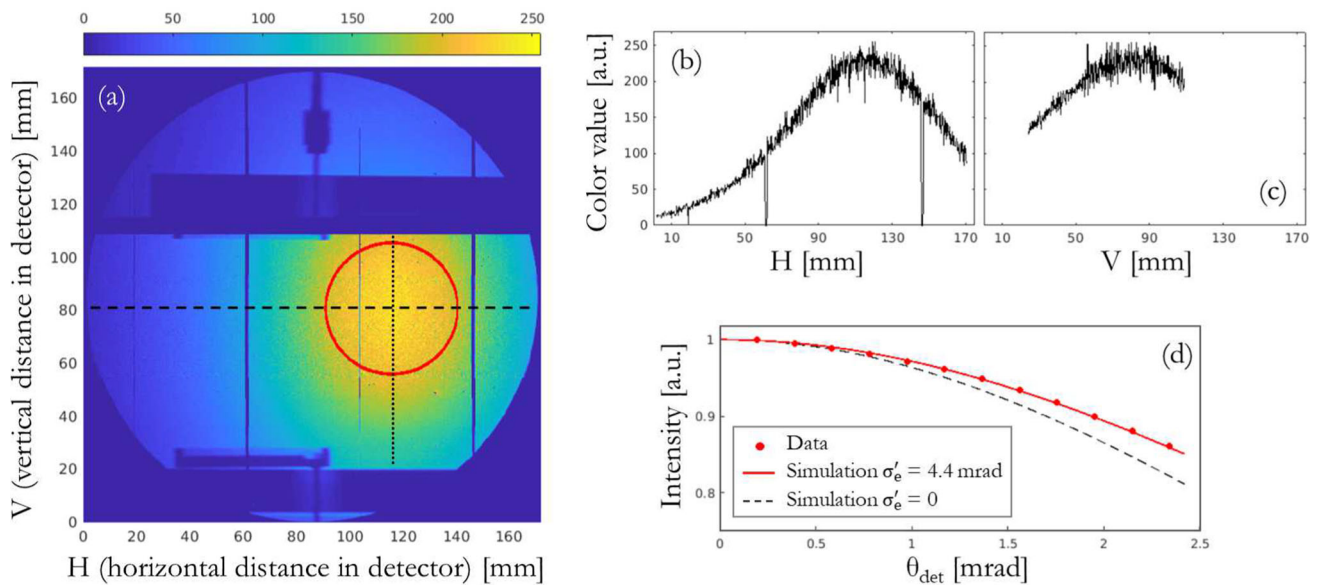 0 50 100 150 200 250
(a)
V (vertical distance in detector) [mm]
160
140
120
100
80
60
40
20
0
0 20 40 60 80 100 120 140 160
H (horizontal distance in detector) [mm]
Color value [a.u.]
250
200
150
100
50
0
(b)
10 50 90 130 170
H [mm]
(c)
10 50 90 130 170
V [mm]
Intensity [a.u.]
1
0.9
0.8
(d)
Data
Simulation σ′e = 4.4 mrad
Simulation σ′e = 0
0 0.5 1 1.5 2 2.5
θdet [mrad]